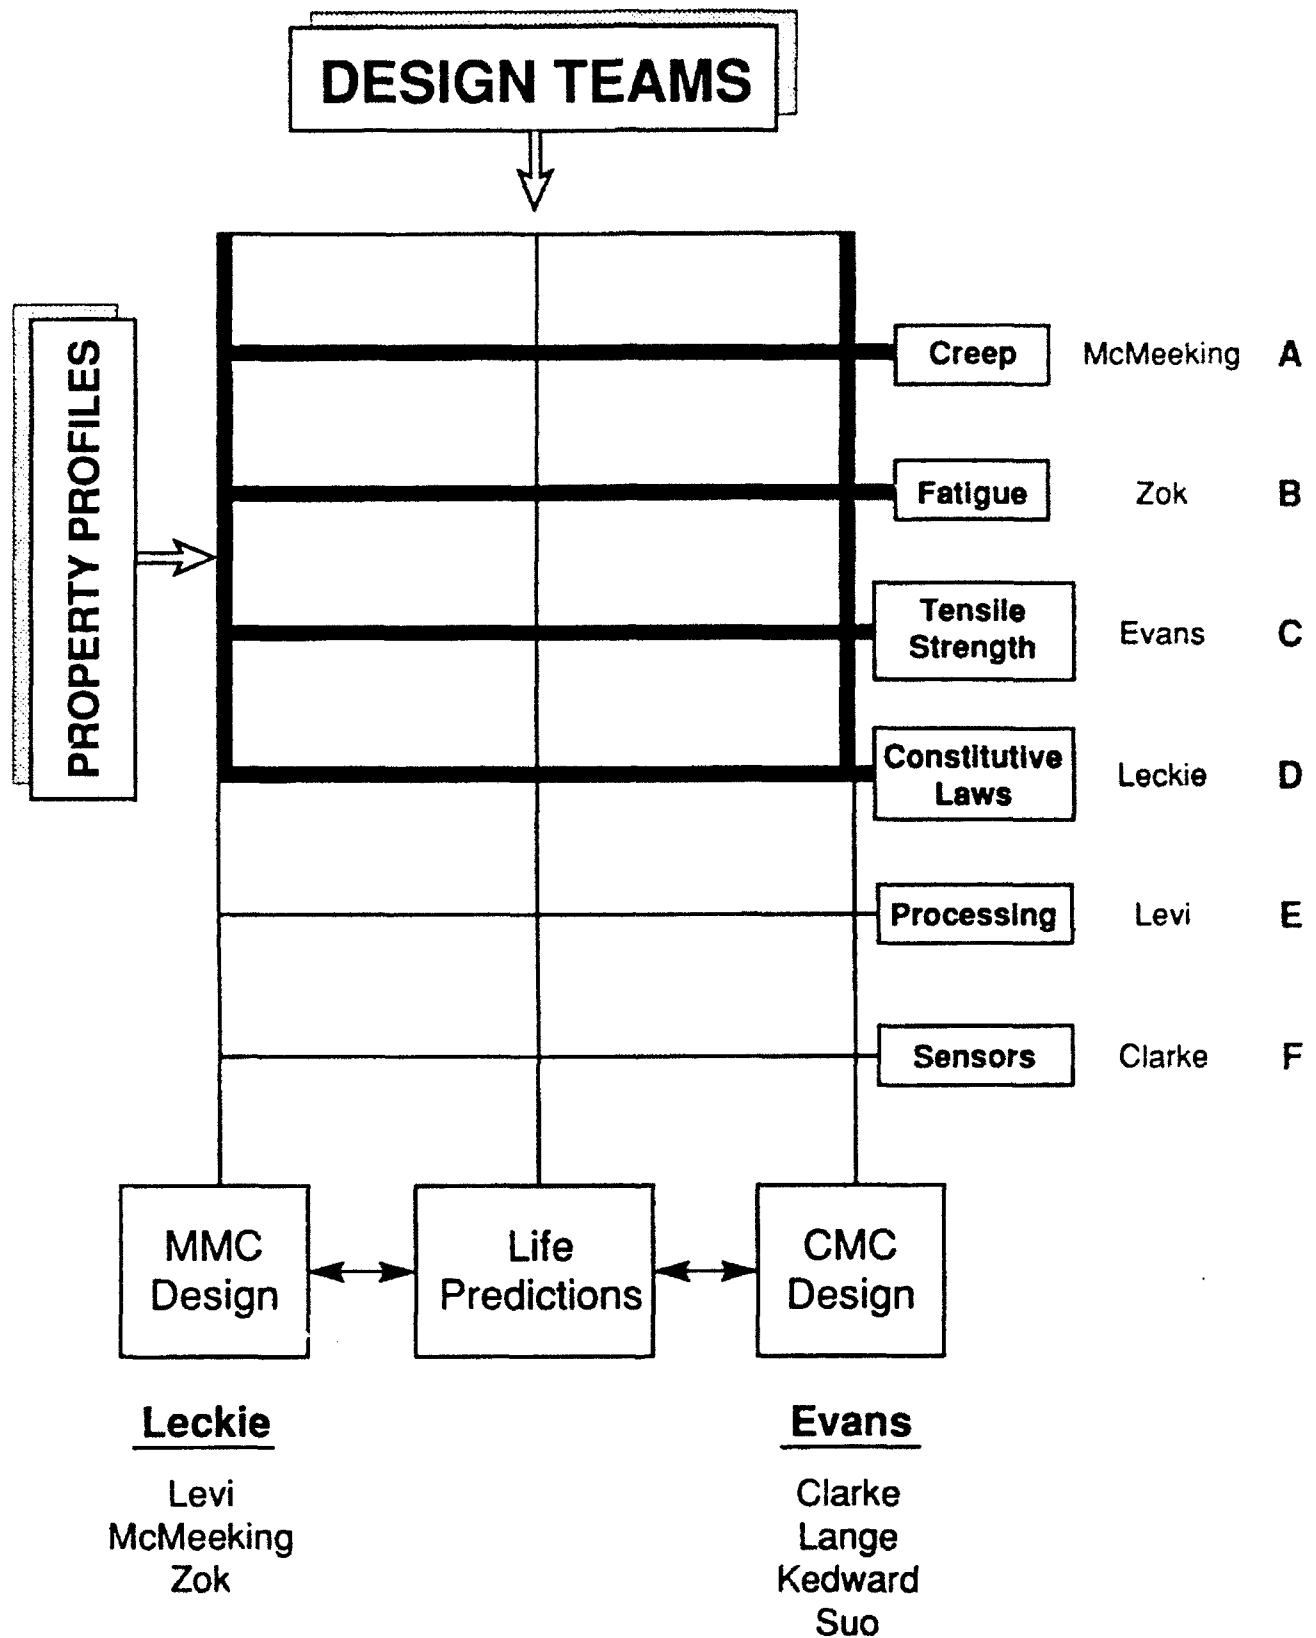 DESIGN TEAMS
PROPERTY PROFILES
Creep McMeeking A
Fatigue Zok B
Tensile
Strength Evans C
Constitutive
Laws Leckie D
Processing Levi E
Sensors Clarke F
MMC
Design
Life
Predictions
CMC
Design
Leckie
Levi
McMeeking
Zok
Evans
Clarke
Lange
Kedward
Suo